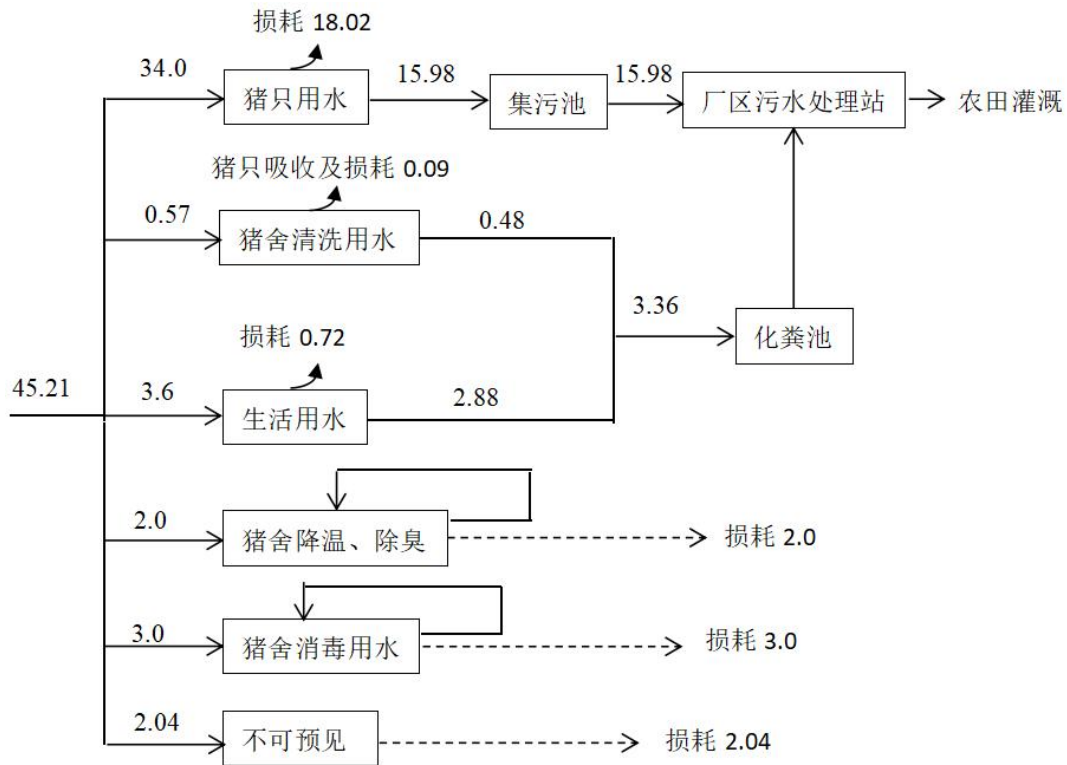 损耗 18.02
34.0
猪只用水
15.98
集污池
15.98
厂区污水处理站
农田灌溉
猪只吸收及损耗 0.09
0.57
猪舍清洗用水
0.48
3.36
化粪池
损耗 0.72
45.21
3.6
生活用水
2.88
2.0
猪舍降温、除臭
损耗 2.0
3.0
猪舍消毒用水
损耗 3.0
2.04
不可预见
损耗 2.04